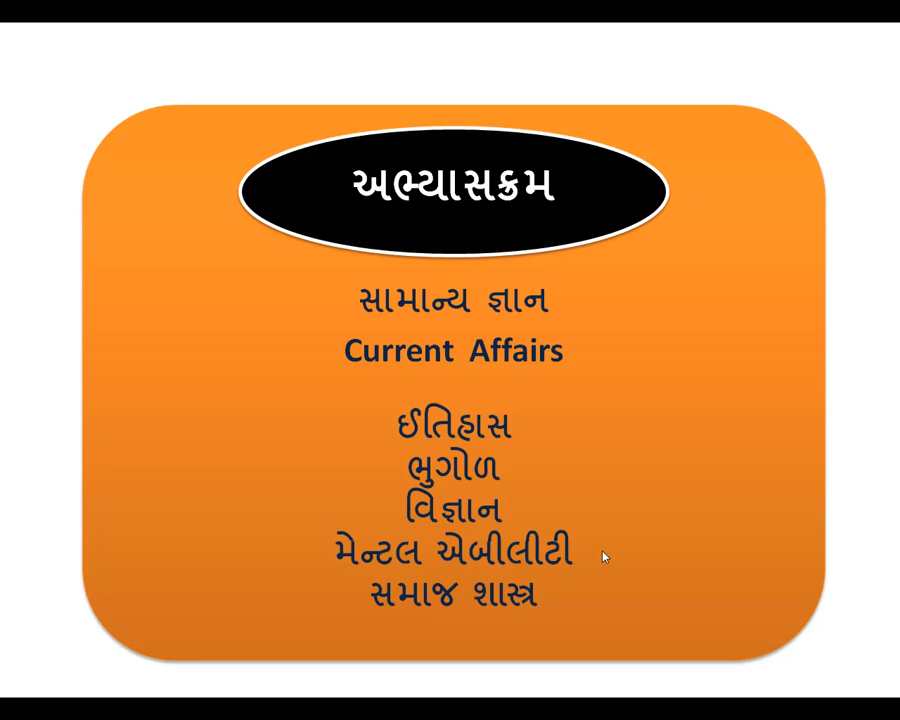 અભ્યાસક્રમ
સામાન્ય જ્ઞાન
Current Affairs
ઈતિહાસ
ભુગોળ
વિજ્ઞાન
મેન્ટલ એબીલીટી
સમાજ શાસ્ત્ર